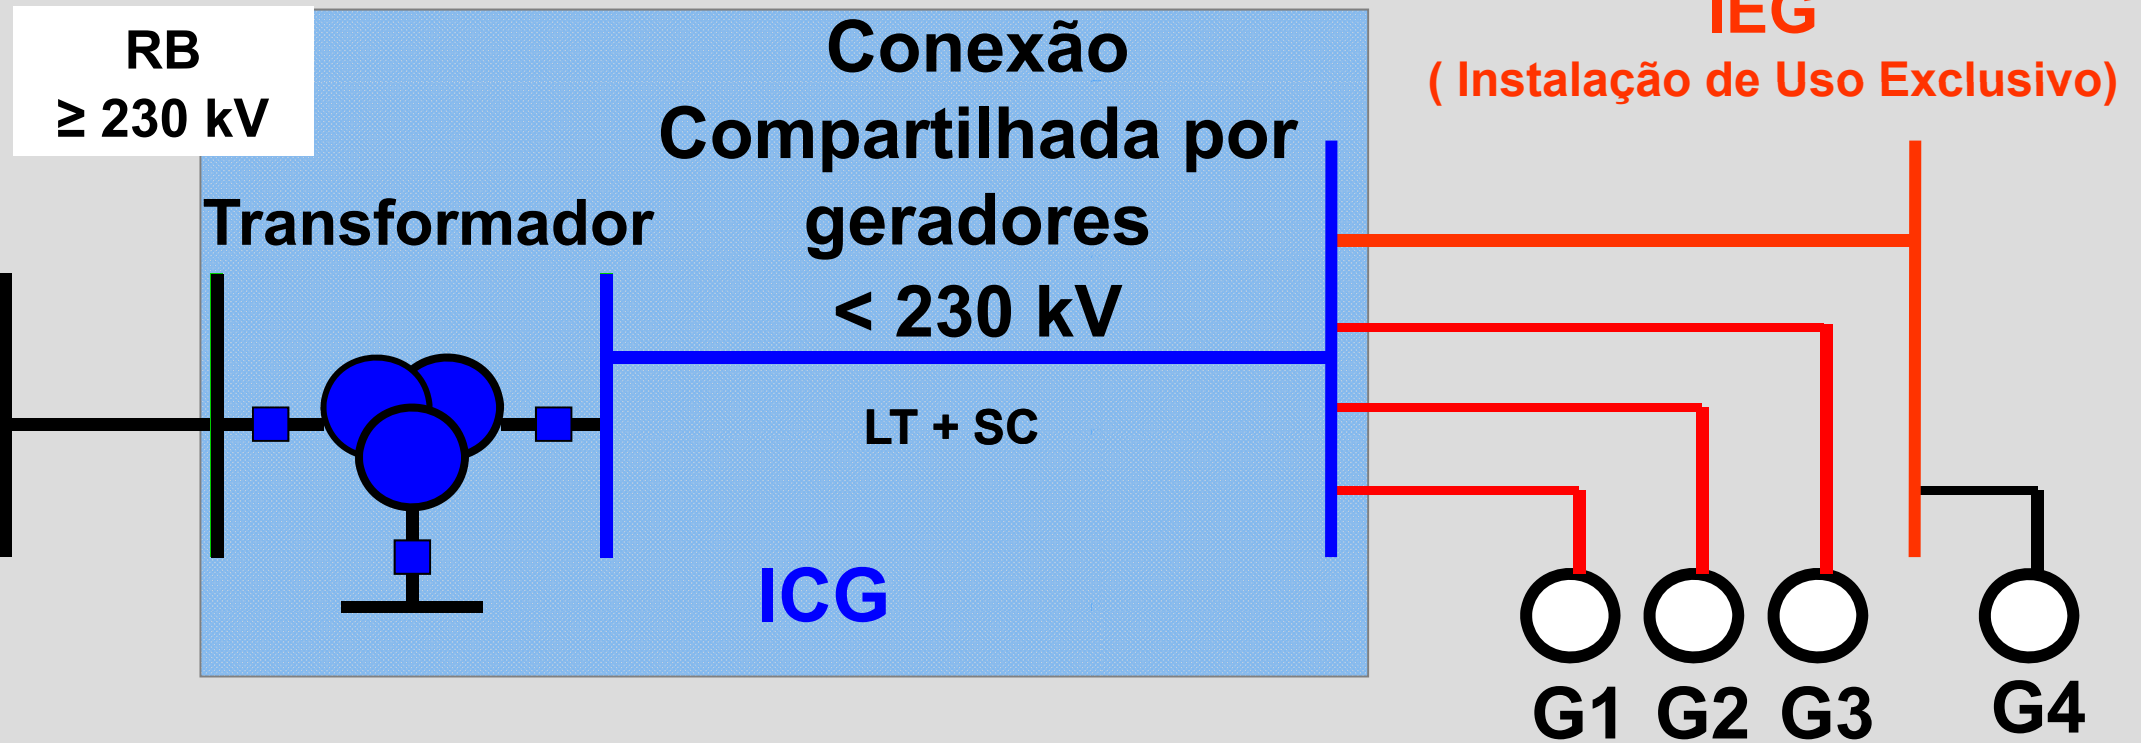 RB
≥ 230 kV
Conexão
Compartilhada por
geradores
< 230 kV
Transformador
LT + SC
ICG
IEG
( Instalação de Uso Exclusivo)
G1 G2 G3 G4